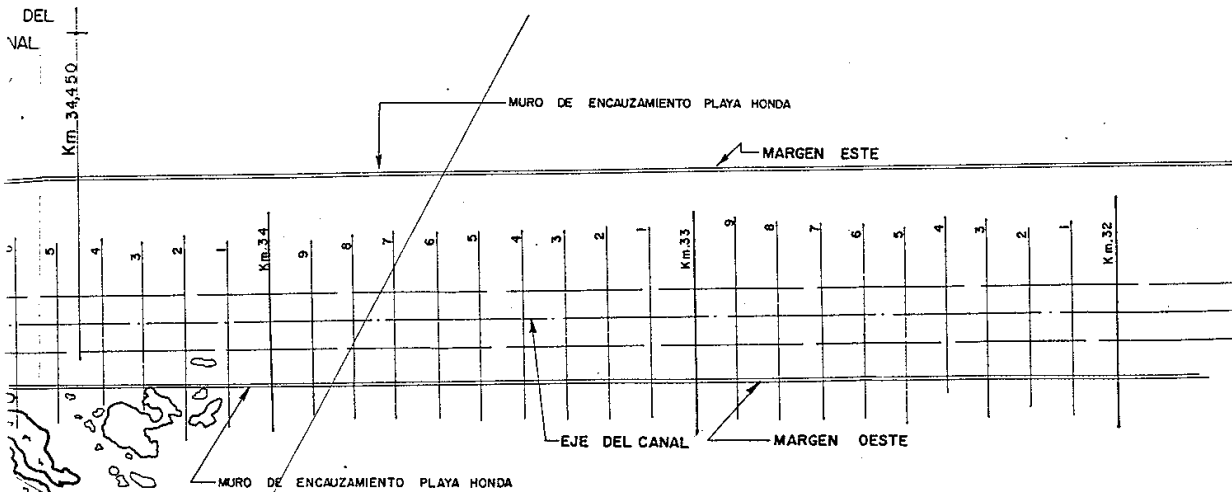 DEL
Km 34,450
MURO DE ENCAUZAMIENTO PLAYA HONDA
MARGEN ESTE
5
4
3
2
1
Km.34
9
8
7
6
5
4
3
2
1
Km.33
9
8
7
6
5
4
3
2
1
Km.32
EJE DEL CANAL
MARGEN OESTE
MURO DE ENCAUZAMIENTO PLAYA HONDA